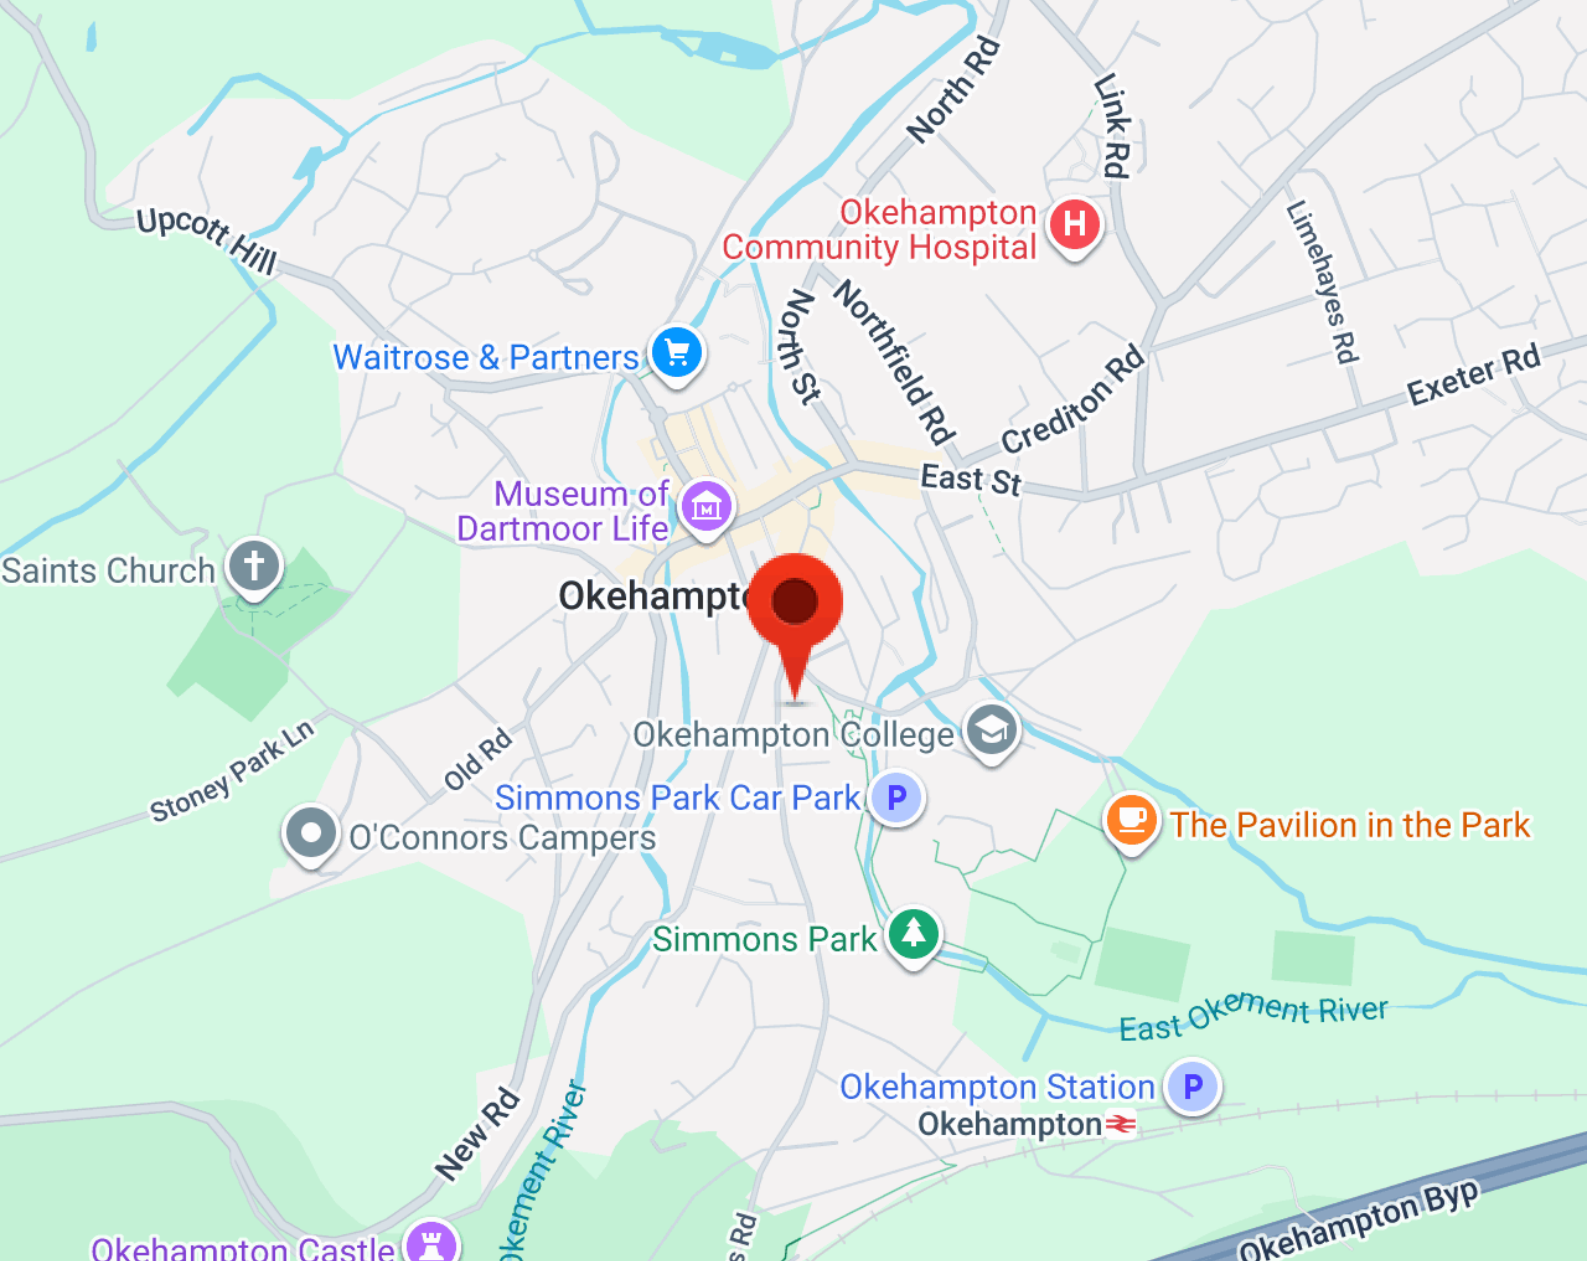 North Rd
Link Rd
Upcott Hill
Okehampton
Community Hospital
H
Limehayes Rd
North St
Northfield Rd
Waitrose & Partners
Crediton Rd
Exeter Rd
East St
Museum of
Dartmoor Life
M
Saints Church
Okehampto
Okehampton College
Stoney Park Ln
Old Rd
Simmons Park Car Park
P
O'Connors Campers
The Pavilion in the Park
Simmons Park
East Okement River
Okehampton Station
P
Okehampton
New Rd
Okement River
s Rd
Okehampton Byp
Okehampton Castle